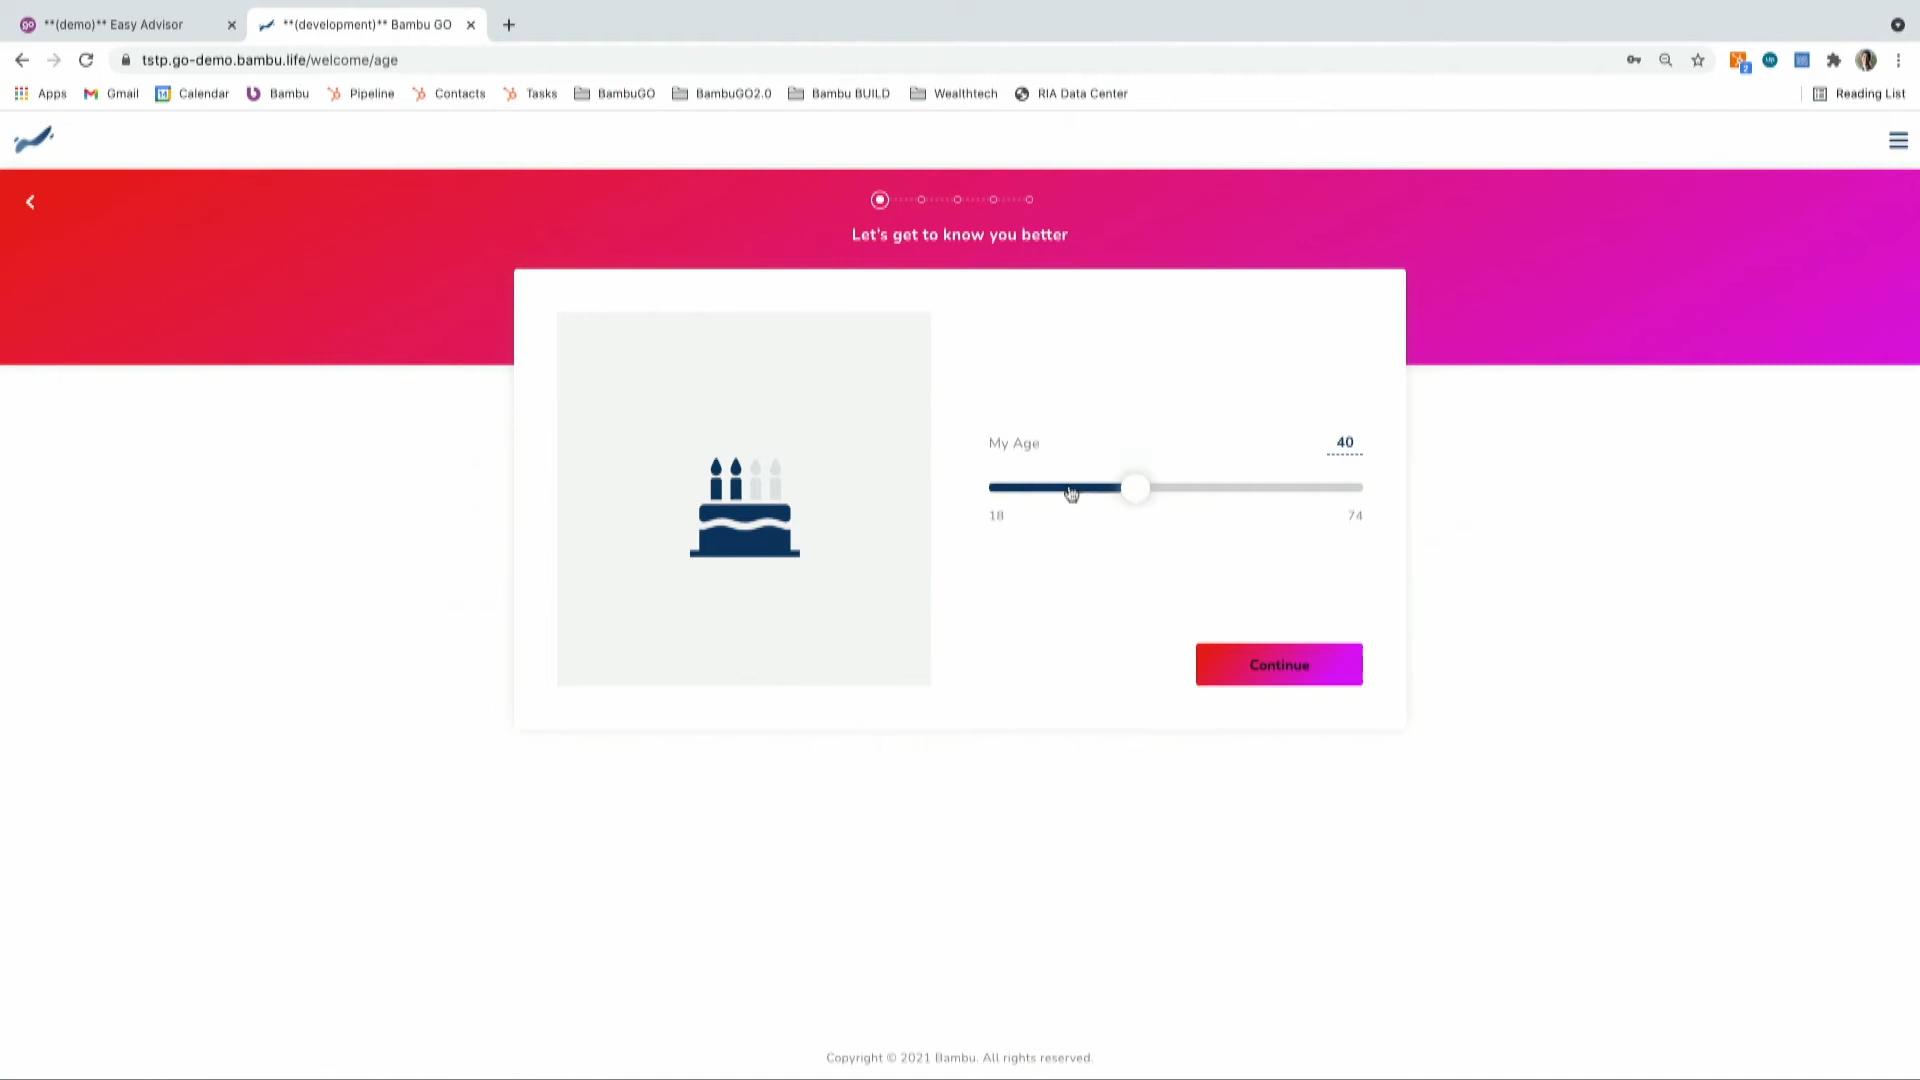 **(demo)** Easy Advisor
**(development)** Bambu GO
tstp.go-demo.bambu.life/welcome/age
2
Apps
Gmail
14
Calendar
Bambu
Pipeline
Contacts
Tasks
BambuGO
BambuGO2.0
Bambu BUILD
Wealthtech
RIA Data Center
Reading List
Let's get to know you better
My Age
40
18
74
Continue
Copyright © 2021 Bambu. All rights reserved.